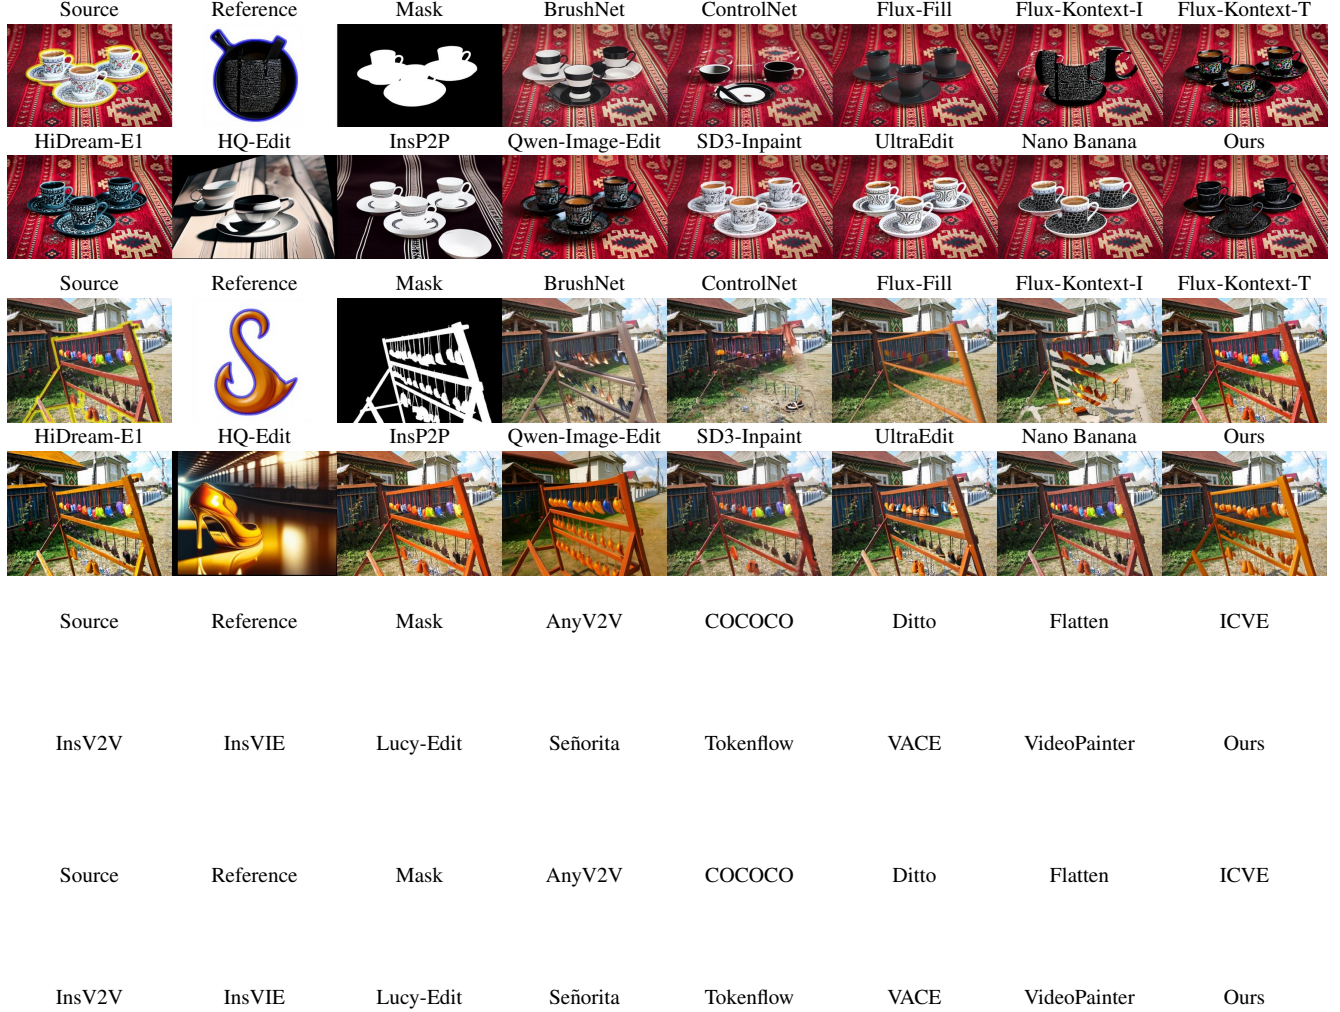 Source Reference Mask BrushNet ControlNet Flux-Fill Flux-Kontext-I Flux-Kontext-T
HiDream-E1 HQ-Edit InsP2P Qwen-Image-Edit SD3-Inpaint UltraEdit Nano Banana Ours
Source Reference Mask BrushNet ControlNet Flux-Fill Flux-Kontext-I Flux-Kontext-T
HiDream-E1 HQ-Edit InsP2P Qwen-Image-Edit SD3-Inpaint UltraEdit Nano Banana Ours
Source Reference Mask AnyV2V COCOCO Ditto Flatten ICVE
InsV2V InsVIE Lucy-Edit Señorita Tokenflow VACE VideoPainter Ours
Source Reference Mask AnyV2V COCOCO Ditto Flatten ICVE
InsV2V InsVIE Lucy-Edit Señorita Tokenflow VACE VideoPainter Ours